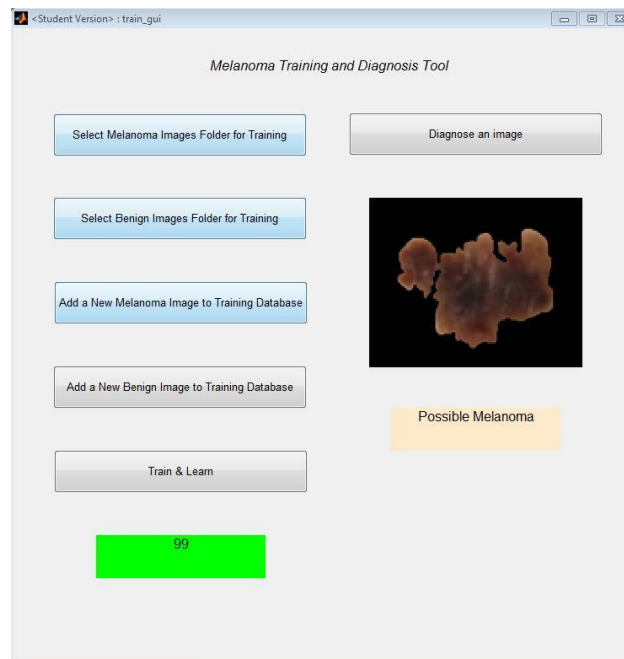 <Student Version> : train_gui
Melanoma Training and Diagnosis Tool
Select Melanoma Images Folder for Training
Diagnose an image
Select Benign Images Folder for Training
Add a New Melanoma Image to Training Database
Add a New Benign Image to Training Database
Possible Melanoma
Train & Learn
99